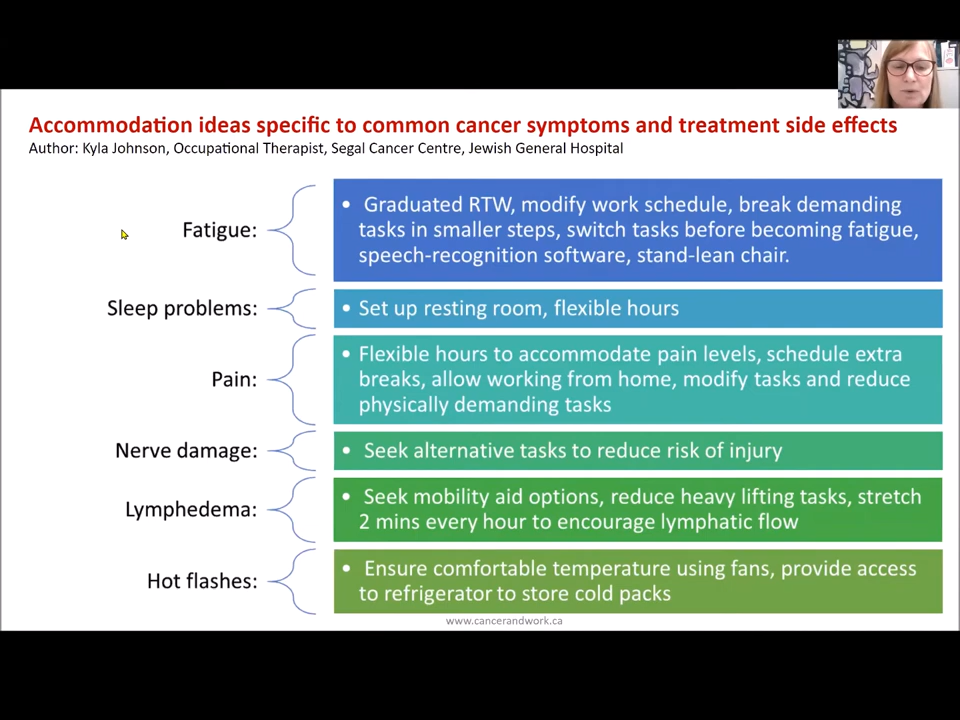 Accommodation ideas specific to common cancer symptoms and treatment side effects
Author: Kyla Johnson, Occupational Therapist, Segal Cancer Centre, Jewish General Hospital
Fatigue:
• Graduated RTW, modify work schedule, break demanding
tasks in smaller steps, switch tasks before becoming fatigue,
speech-recognition software, stand-lean chair.
Sleep problems:
• Set up resting room, flexible hours
Pain:
• Flexible hours to accommodate pain levels, schedule extra
breaks, allow working from home, modify tasks and reduce
physically demanding tasks
Nerve damage:
• Seek alternative tasks to reduce risk of injury
Lymphedema:
• Seek mobility aid options, reduce heavy lifting tasks, stretch
2 mins every hour to encourage lymphatic flow
Hot flashes:
• Ensure comfortable temperature using fans, provide access
to refrigerator to store cold packs
www.cancerandwork.ca